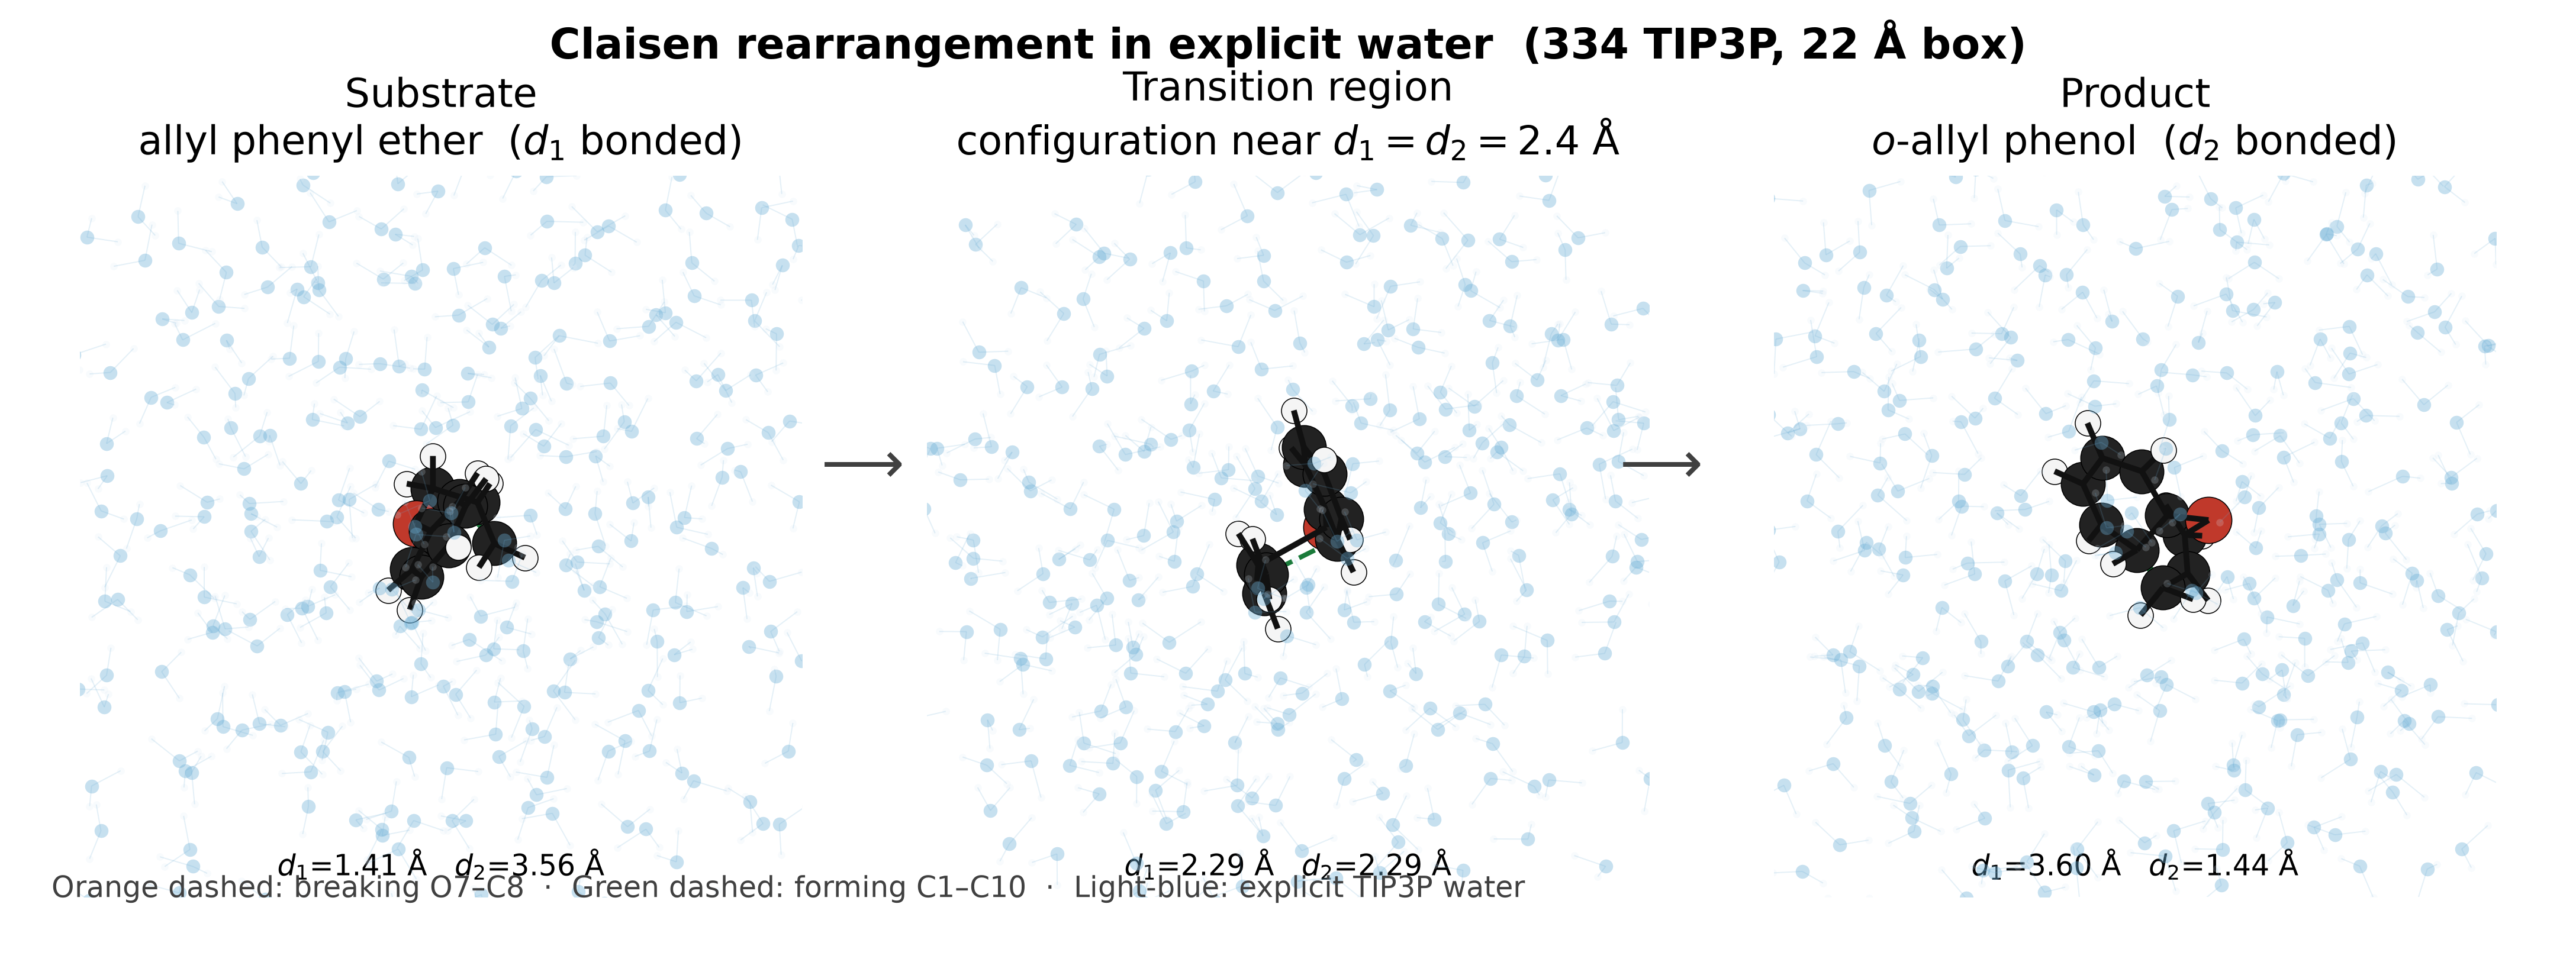 Claisen rearrangement in explicit water (334 TIP3P, 22 Å box)
Substrate
allyl phenyl ether (d₁ bonded)
Transition region
configuration near d₁ = d₂ = 2.4 Å
Product
o-allyl phenol (d₂ bonded)
d₁=1.41 Å d₂=3.56 Å
d₁=2.29 Å d₂=2.29 Å
d₁=3.60 Å d₂=1.44 Å
Orange dashed: breaking O7–C8 · Green dashed: forming C1–C10 · Light-blue: explicit TIP3P water